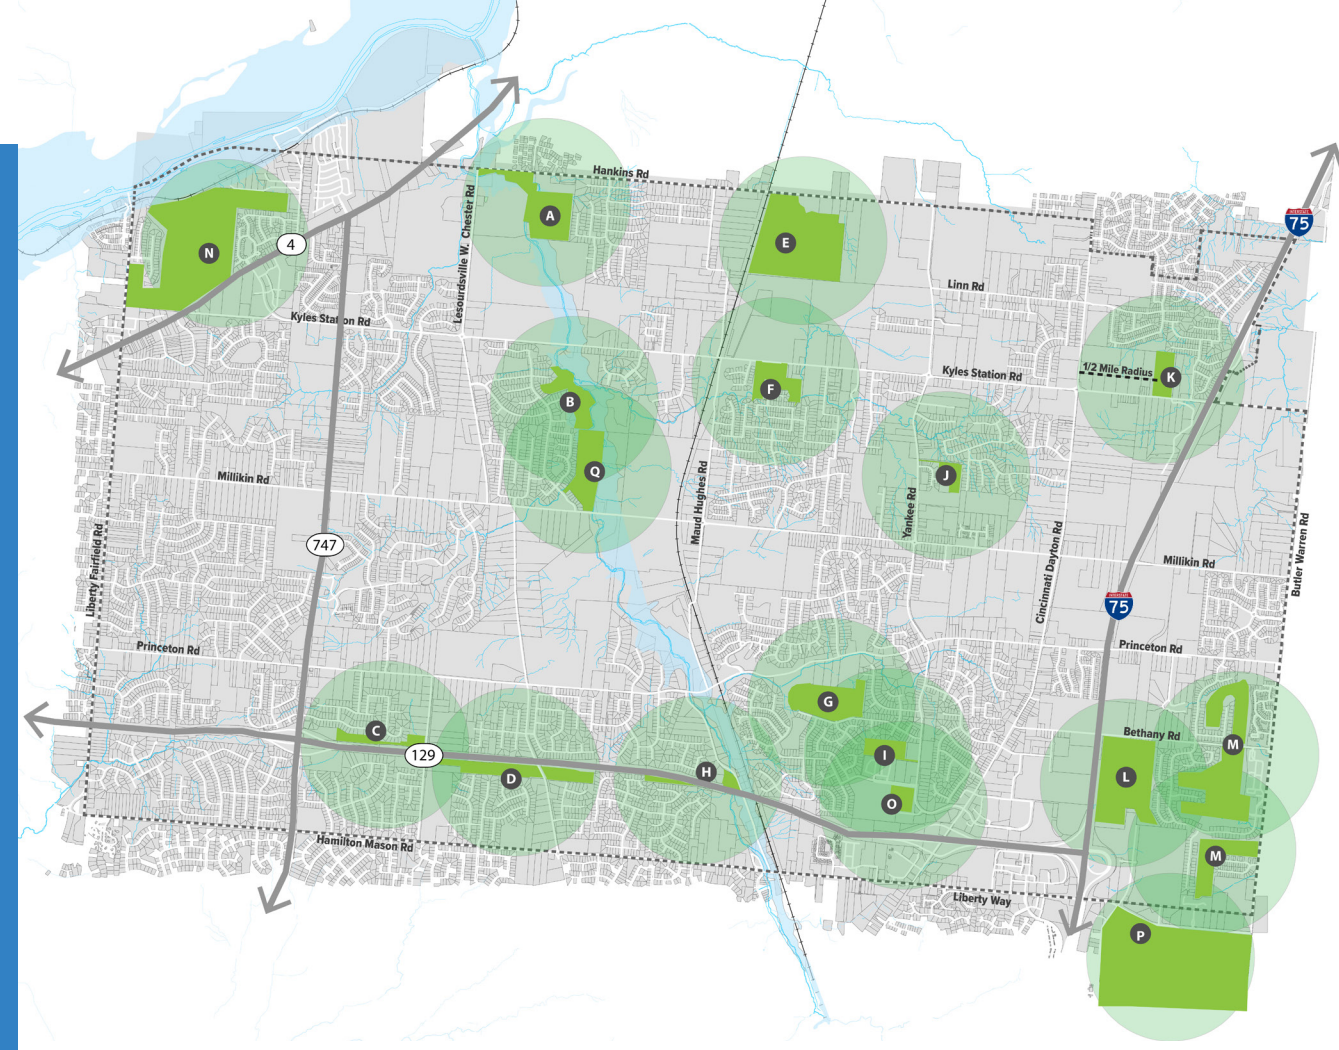 Hankins Rd
A
Lesourdsville W. Chester Rd
E
N
4
75
Linn Rd
Kyles Station Rd
1/2 Mile Radius
K
Kyles Station Rd
F
B
Q
J
Millikin Rd
Maud Hughes Rd
Yankee Rd
747
Liberty Fairfield Rd
Cincinnati Dayton Rd
Millikin Rd
Butler Warren Rd
75
Princeton Rd
Princeton Rd
G
C
129
D
H
I
O
Bethany Rd
M
L
Hamilton Mason Rd
M
Liberty Way
P